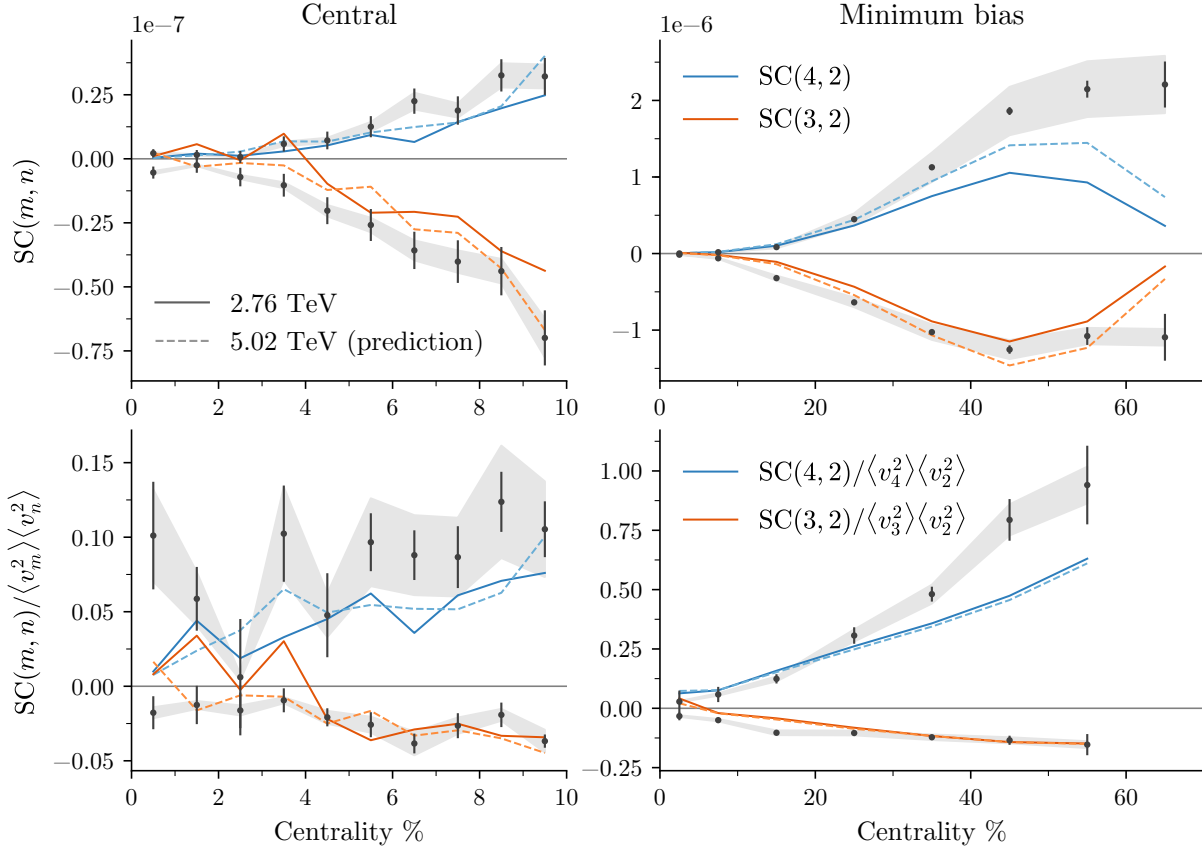 Central
1e−7
0.25
0.00
−0.25
−0.50
−0.75
SC(m, n)
2.76 TeV
5.02 TeV (prediction)
0 2 4 6 8 10
Minimum bias
1e−6
2
1
0
−1
SC(4, 2)
SC(3, 2)
0 20 40 60
0.15
0.10
0.05
0.00
−0.05
SC(m, n)/⟨v_m^2⟩⟨v_n^2⟩
0 2 4 6 8 10
Centrality %
1.00
0.75
0.50
0.25
0.00
−0.25
SC(4, 2)/⟨v_4^2⟩⟨v_2^2⟩
SC(3, 2)/⟨v_3^2⟩⟨v_2^2⟩
0 20 40 60
Centrality %